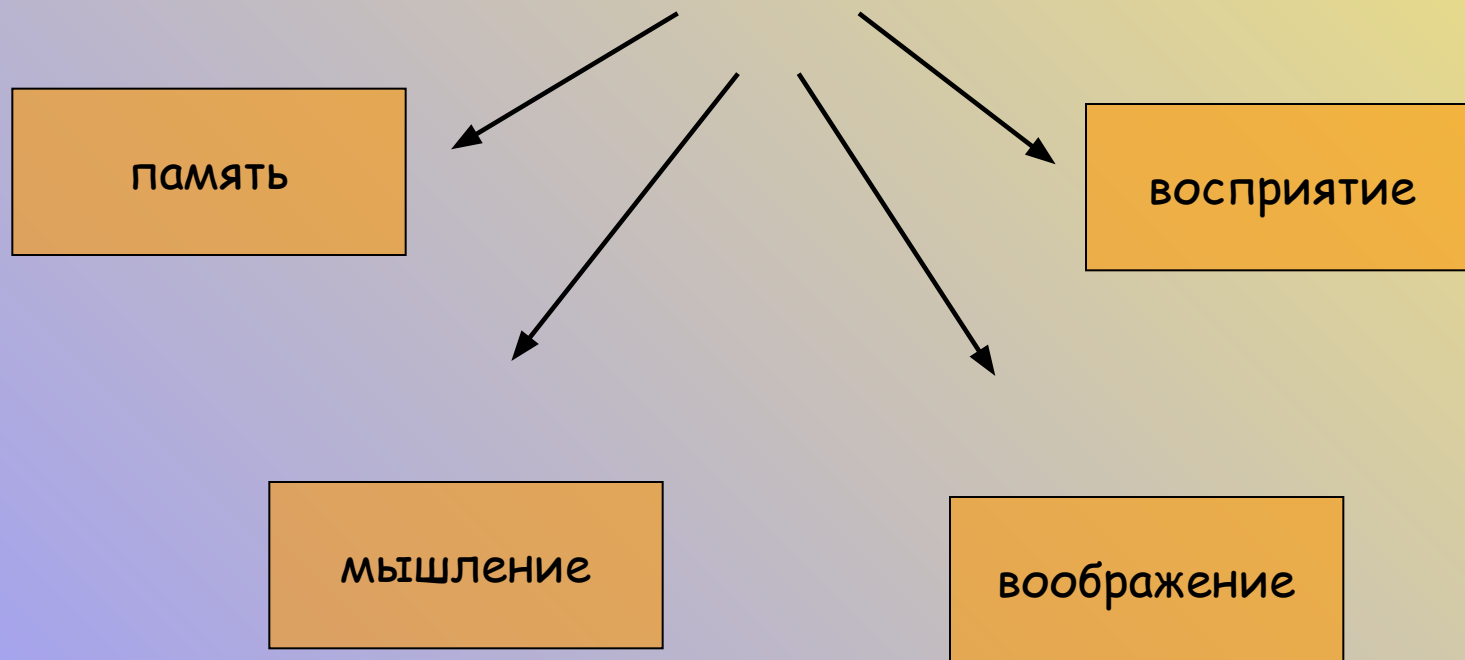 память
восприятие
мышление
воображение